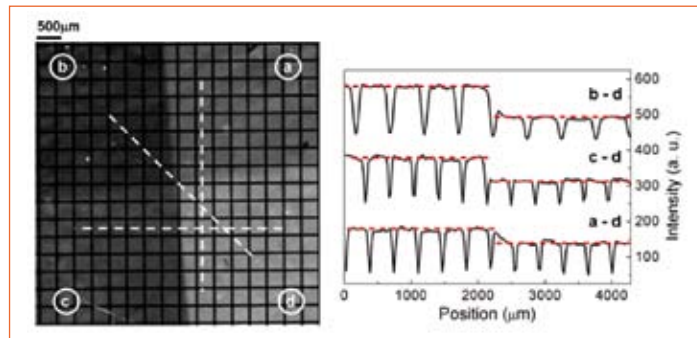 500μm
b a
c d
600
500
400
300
200
100
b - d
c - d
a - d
Intensity (a. u.)
0 1000 2000 3000 4000
Position (μm)